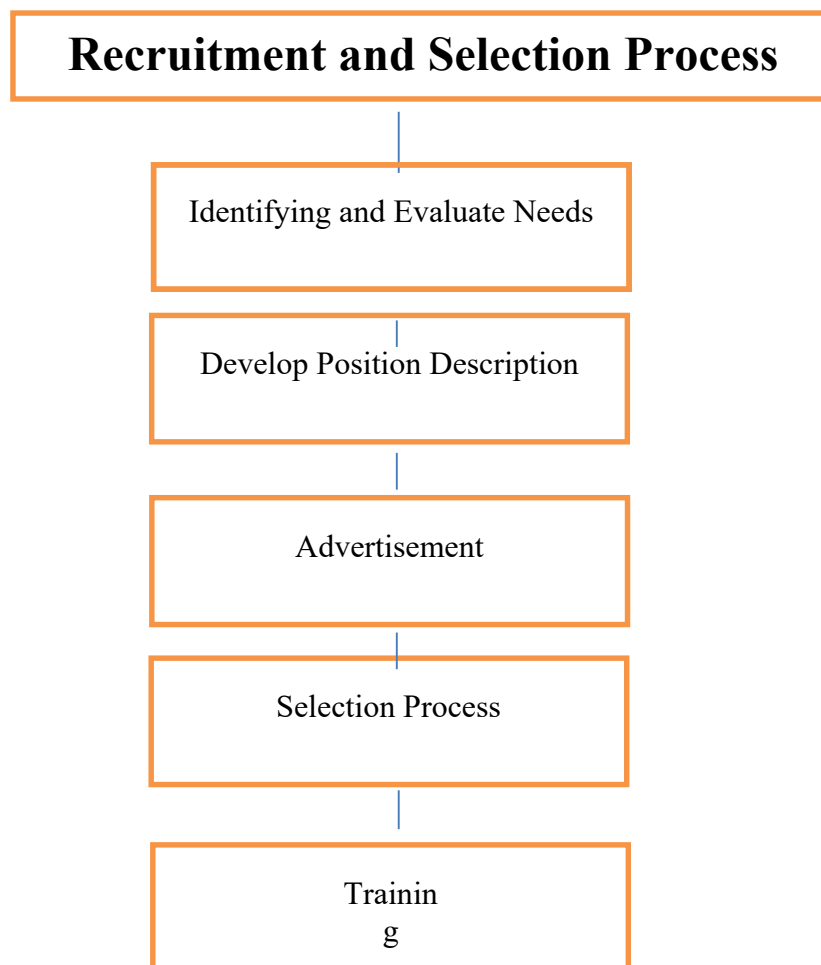 Recruitment and Selection Process
Identifying and Evaluate Needs
Develop Position Description
Advertisement
Selection Process
Trainin
g